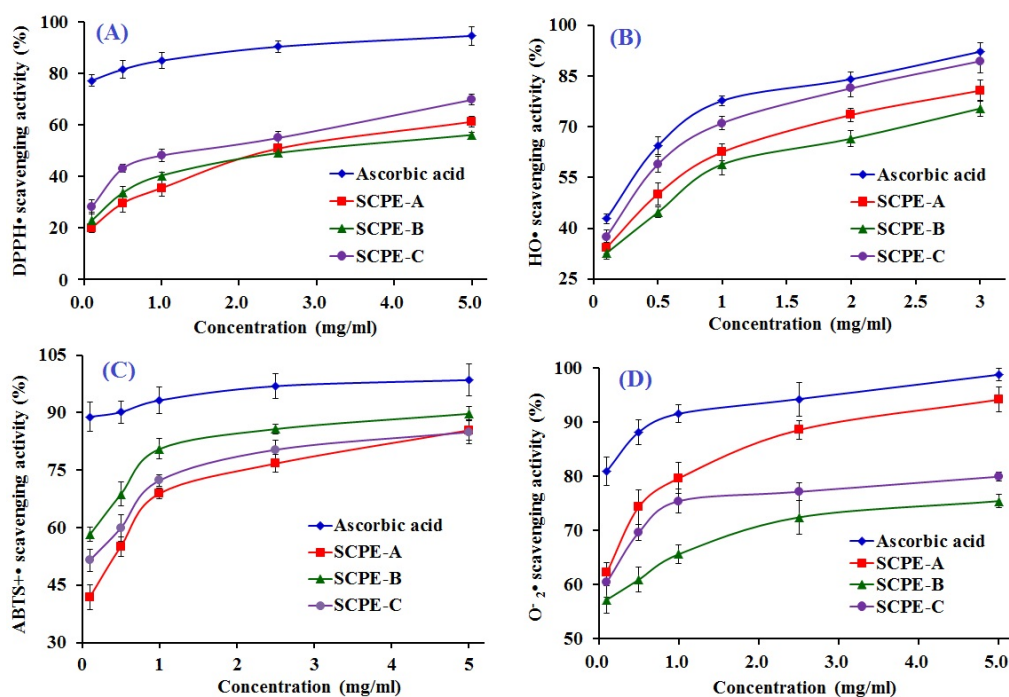 (A)
DPPH• scavenging activity (%)
100
80
60
40
20
0
Ascorbic acid
SCPE-A
SCPE-B
SCPE-C
0.0 1.0 2.0 3.0 4.0 5.0
Concentration (mg/ml)
(B)
HO• scavenging activity (%)
100
85
70
55
40
25
Ascorbic acid
SCPE-A
SCPE-B
SCPE-C
0 0.5 1 1.5 2 2.5 3
Concentration (mg/ml)
(C)
ABTS+• scavenging activity (%)
105
90
75
60
45
30
Ascorbic acid
SCPE-A
SCPE-B
SCPE-C
0 1 2 3 4 5
Concentration (mg/ml)
(D)
O⁻ ₂• scavenging activity (%)
100
90
80
70
60
50
Ascorbic acid
SCPE-A
SCPE-B
SCPE-C
0.0 1.0 2.0 3.0 4.0 5.0
Concentration (mg/ml)